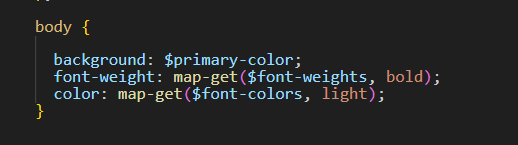 body {
background: $primary-color;
font-weight: map-get($font-weights, bold);
color: map-get($font-colors, light);
}